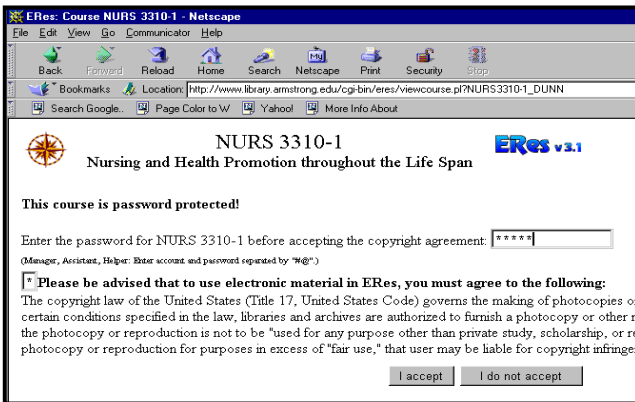 ERes: Course NURS 3310-1 - Netscape
File Edit View Go Communicator Help
Back Forward Reload Home Search Netscape Print Security Stop
Bookmarks Location: http://www.library.armstrong.edu/cgi-bin/eres/viewcourse.pl?NURS3310-1_DUNN
Search Google.. Page Color to W Yahoo! More Info About
NURS 3310-1 ERes v3.1
Nursing and Health Promotion throughout the Life Span
This course is password protected!
Enter the password for NURS 3310-1 before accepting the copyright agreement: *****
(Manager, Assistant, Helper: Enter account and password separated by "#@".)
* Please be advised that to use electronic material in ERes, you must agree to the following:
The copyright law of the United States (Title 17, United States Code) governs the making of photocopies
certain conditions specified in the law, libraries and archives are authorized to furnish a photocopy or other
the photocopy or reproduction is not to be "used for any purpose other than private study, scholarship, or
photocopy or reproduction for purposes in excess of "fair use," that user may be liable for copyright
I accept I do not accept